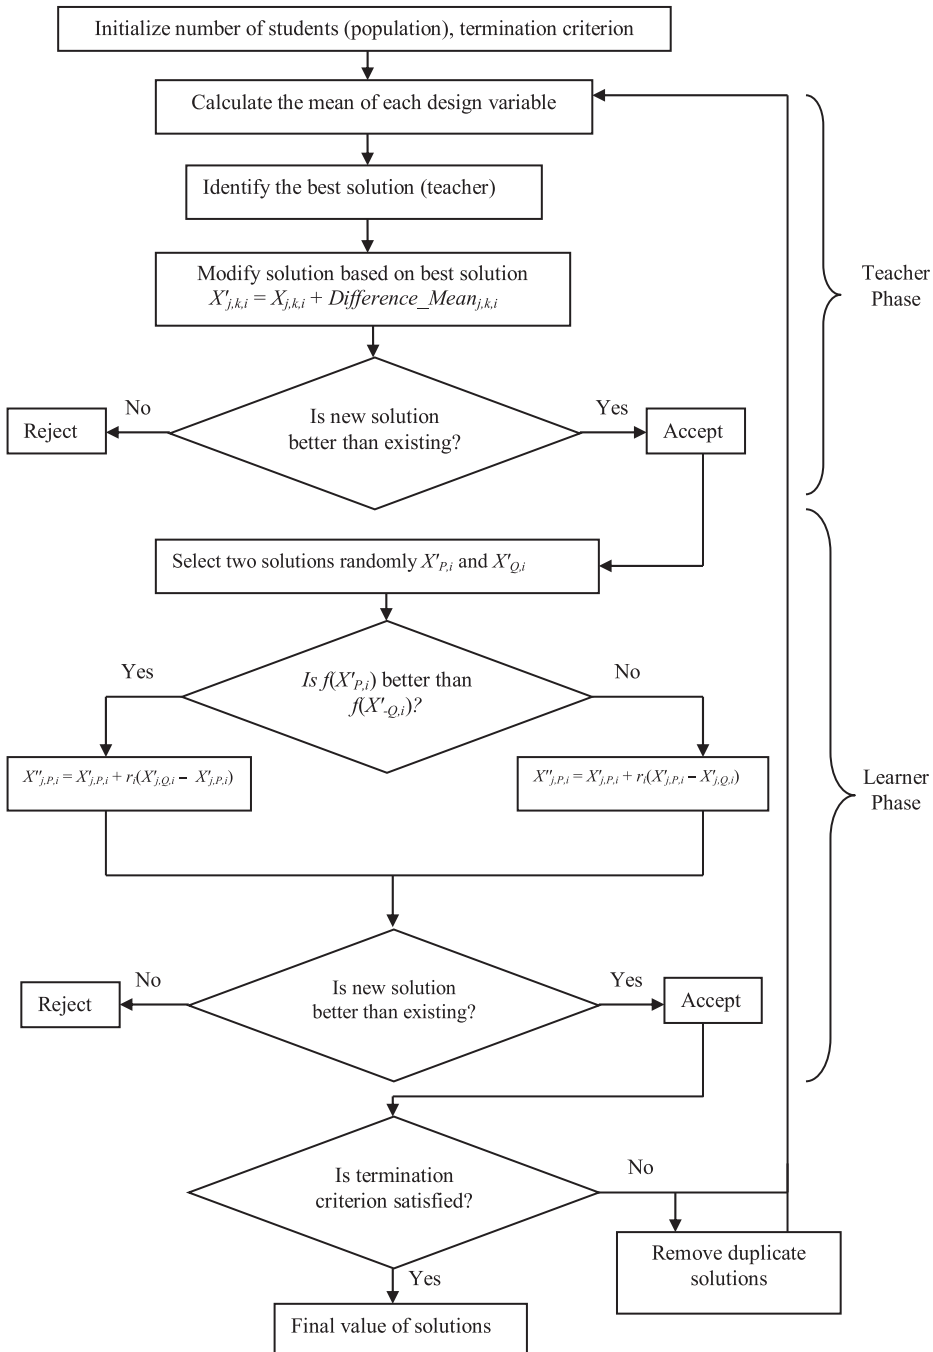 Initialize number of students (population), termination criterion
Calculate the mean of each design variable
Identify the best solution (teacher)
Modify solution based on best solution
X′j,k,i = Xj,k,i + Difference_Meanj,k,i
Teacher
Phase
No
Is new solution
better than existing?
Yes
Reject
Accept
Select two solutions randomly X′P,i and X′Q,i
Yes
Is f(X′P,i) better than
f(X′-Q,i)?
No
X″j,P,i = X′j,P,i + ri(X′j,Q,i − X′j,P,i)
X″j,P,i = X′j,P,i + ri(X′j,P,i − X′j,Q,i)
Learner
Phase
No
Is new solution
better than existing?
Yes
Reject
Accept
Is termination
criterion satisfied?
No
Remove duplicate
solutions
Yes
Final value of solutions